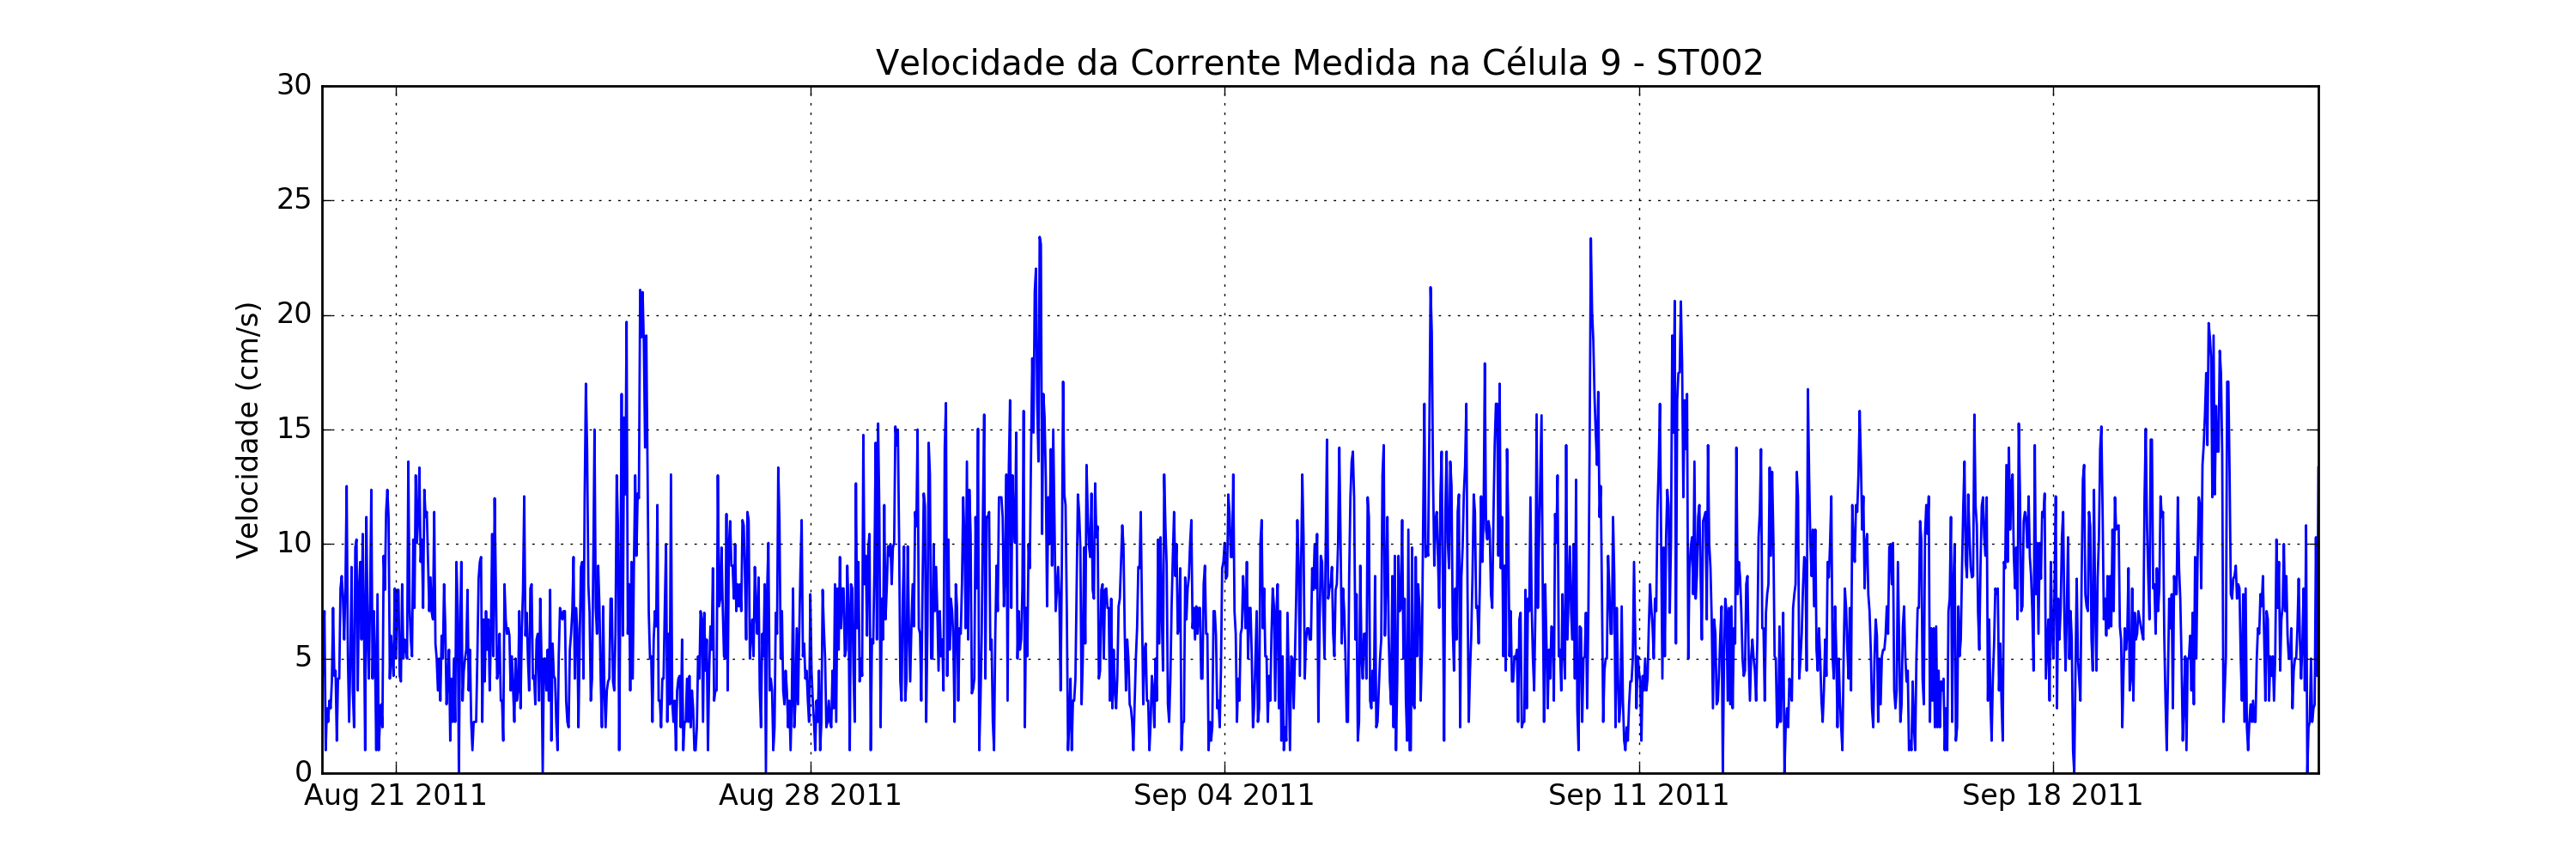 Velocidade da Corrente Medida na Célula 9 - ST002
30
25
20
15
10
5
0
Velocidade (cm/s)
Aug 21 2011
Aug 28 2011
Sep 04 2011
Sep 11 2011
Sep 18 2011